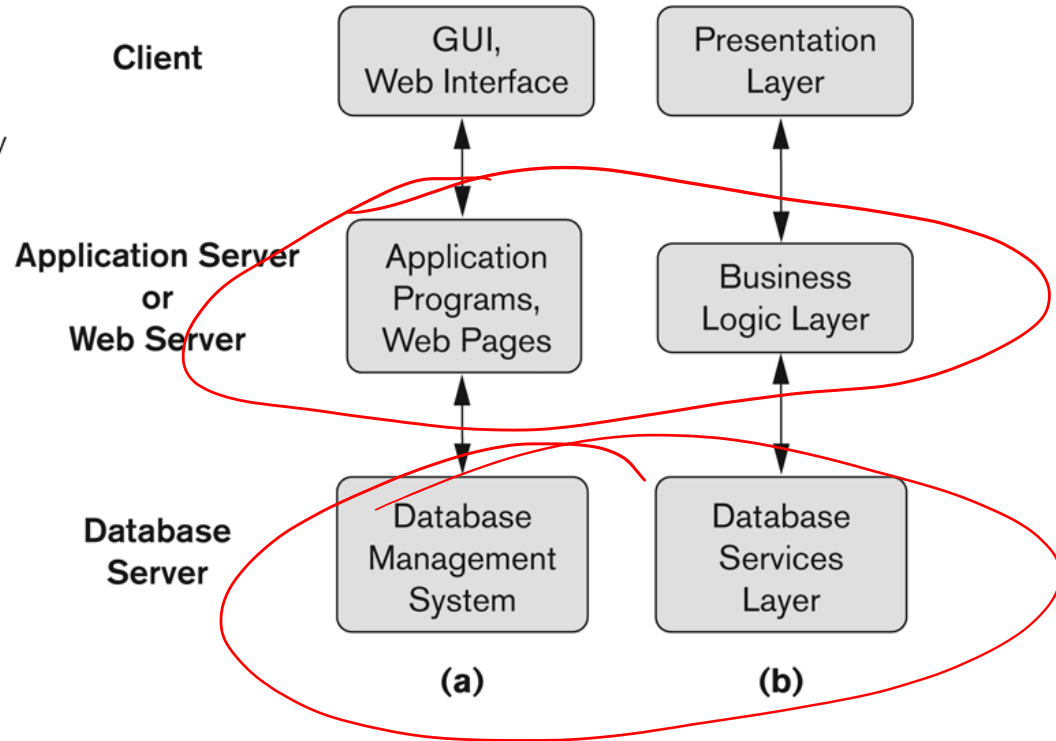 Client
GUI,
Web Interface
Presentation
Layer
Application Server
or
Web Server
Application
Programs,
Web Pages
Business
Logic Layer
Database
Server
Database
Management
System
Database
Services
Layer
(a)
(b)